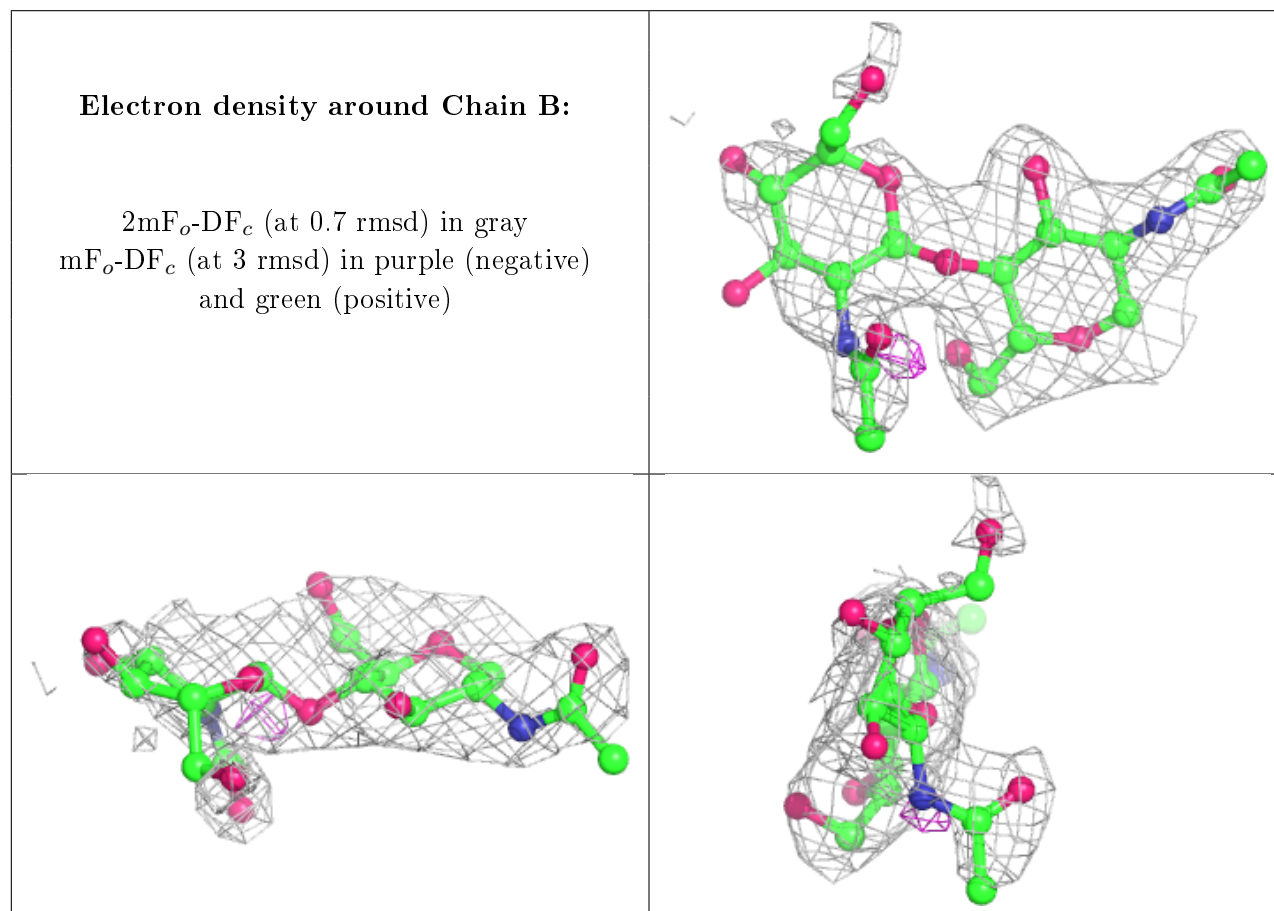 Electron density around Chain B:
2mFo-DFc (at 0.7 rmsd) in gray
mFo-DFc (at 3 rmsd) in purple (negative)
and green (positive)